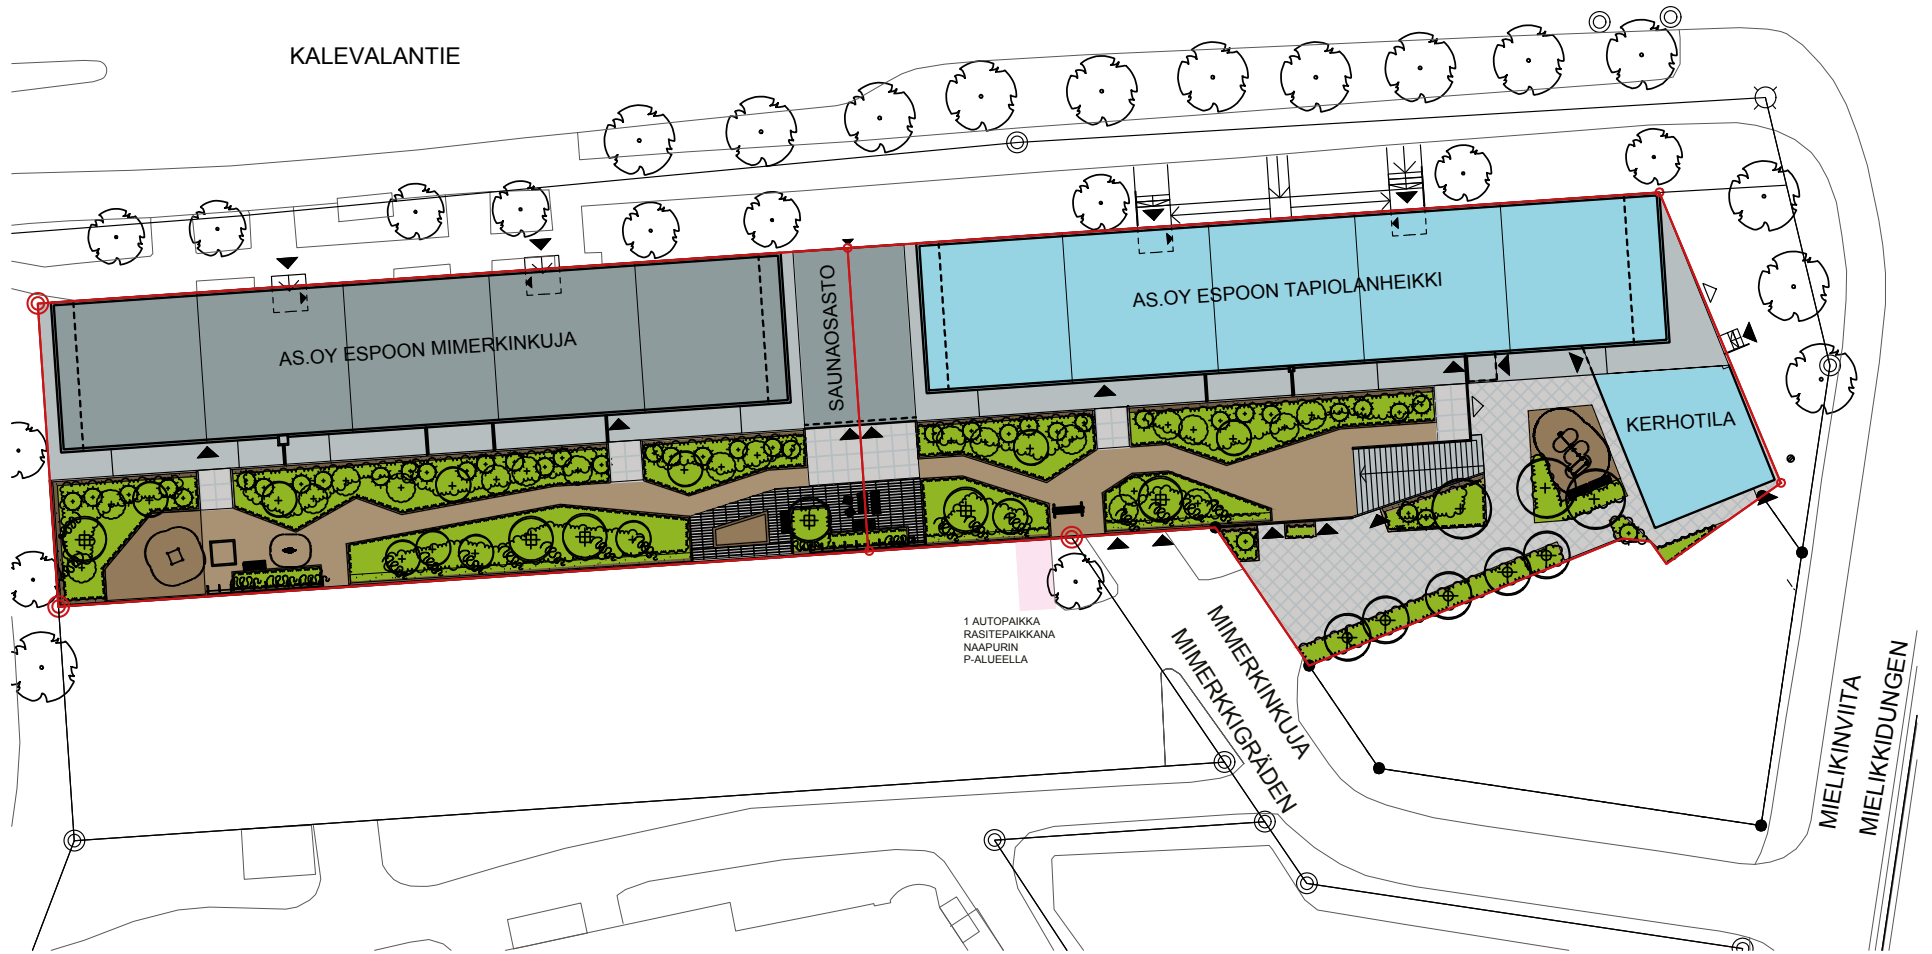 KALEVALANTIE
AS.OY ESPOON MIMERKINKUJA
SAUNAOSASTO
AS.OY ESPOON TAPIOLANHEIKKI
KERHOTILA
1 AUTOPAIKKA
RASITEPAIKKANA
NAAPURIN
P-ALUEELLA
MIMERKINKUJA
MIMERKKIGRÄDEN
MIELIKINVIITA
MIELIKKIDUNGEN